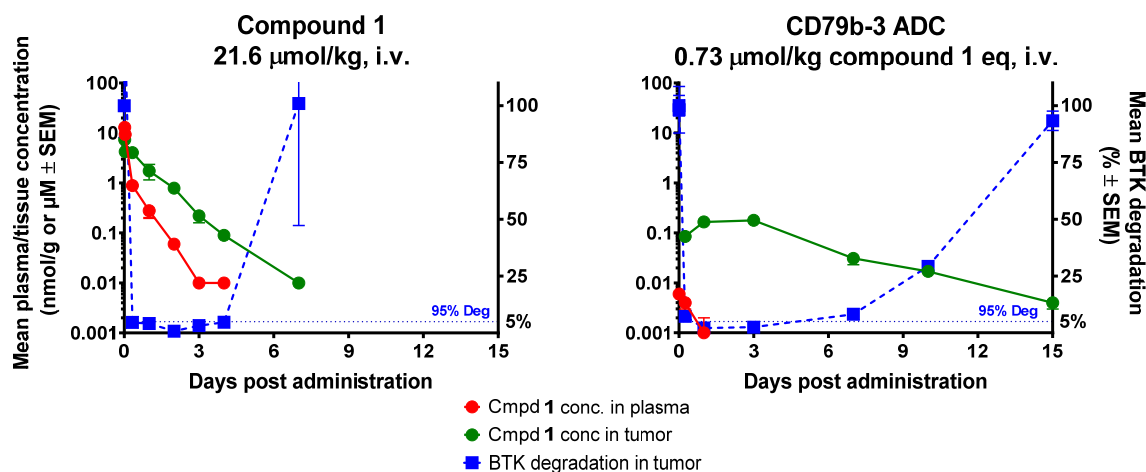 Compound 1
21.6 μmol/kg, i.v.
Mean plasma/tissue concentration
(nmol/g or μM ± SEM)
100
10
1
0.1
0.01
0.001
100
75
50
25
5%
95% Deg
0
3
6
9
12
15
Days post administration
CD79b-3 ADC
0.73 μmol/kg compound 1 eq, i.v.
100
10
1
0.1
0.01
0.001
100
75
50
25
5%
95% Deg
Mean BTK degradation
(% ± SEM)
0
3
6
9
12
15
Days post administration
Cmpd 1 conc. in plasma
Cmpd 1 conc in tumor
BTK degradation in tumor